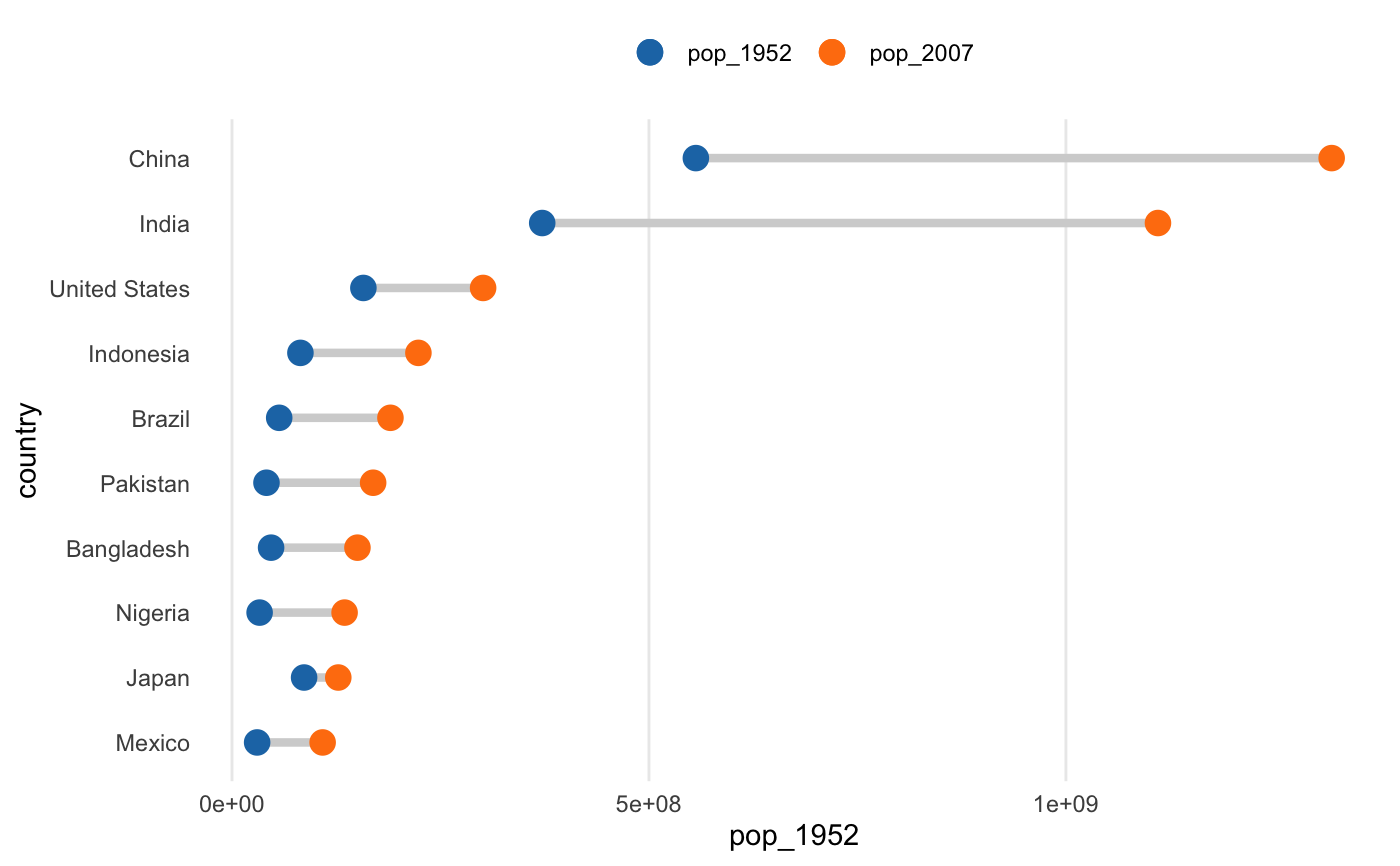 pop_1952 pop_2007
China
India
United States
Indonesia
Brazil
Pakistan
Bangladesh
Nigeria
Japan
Mexico
country
0e+00 5e+08 1e+09
pop_1952